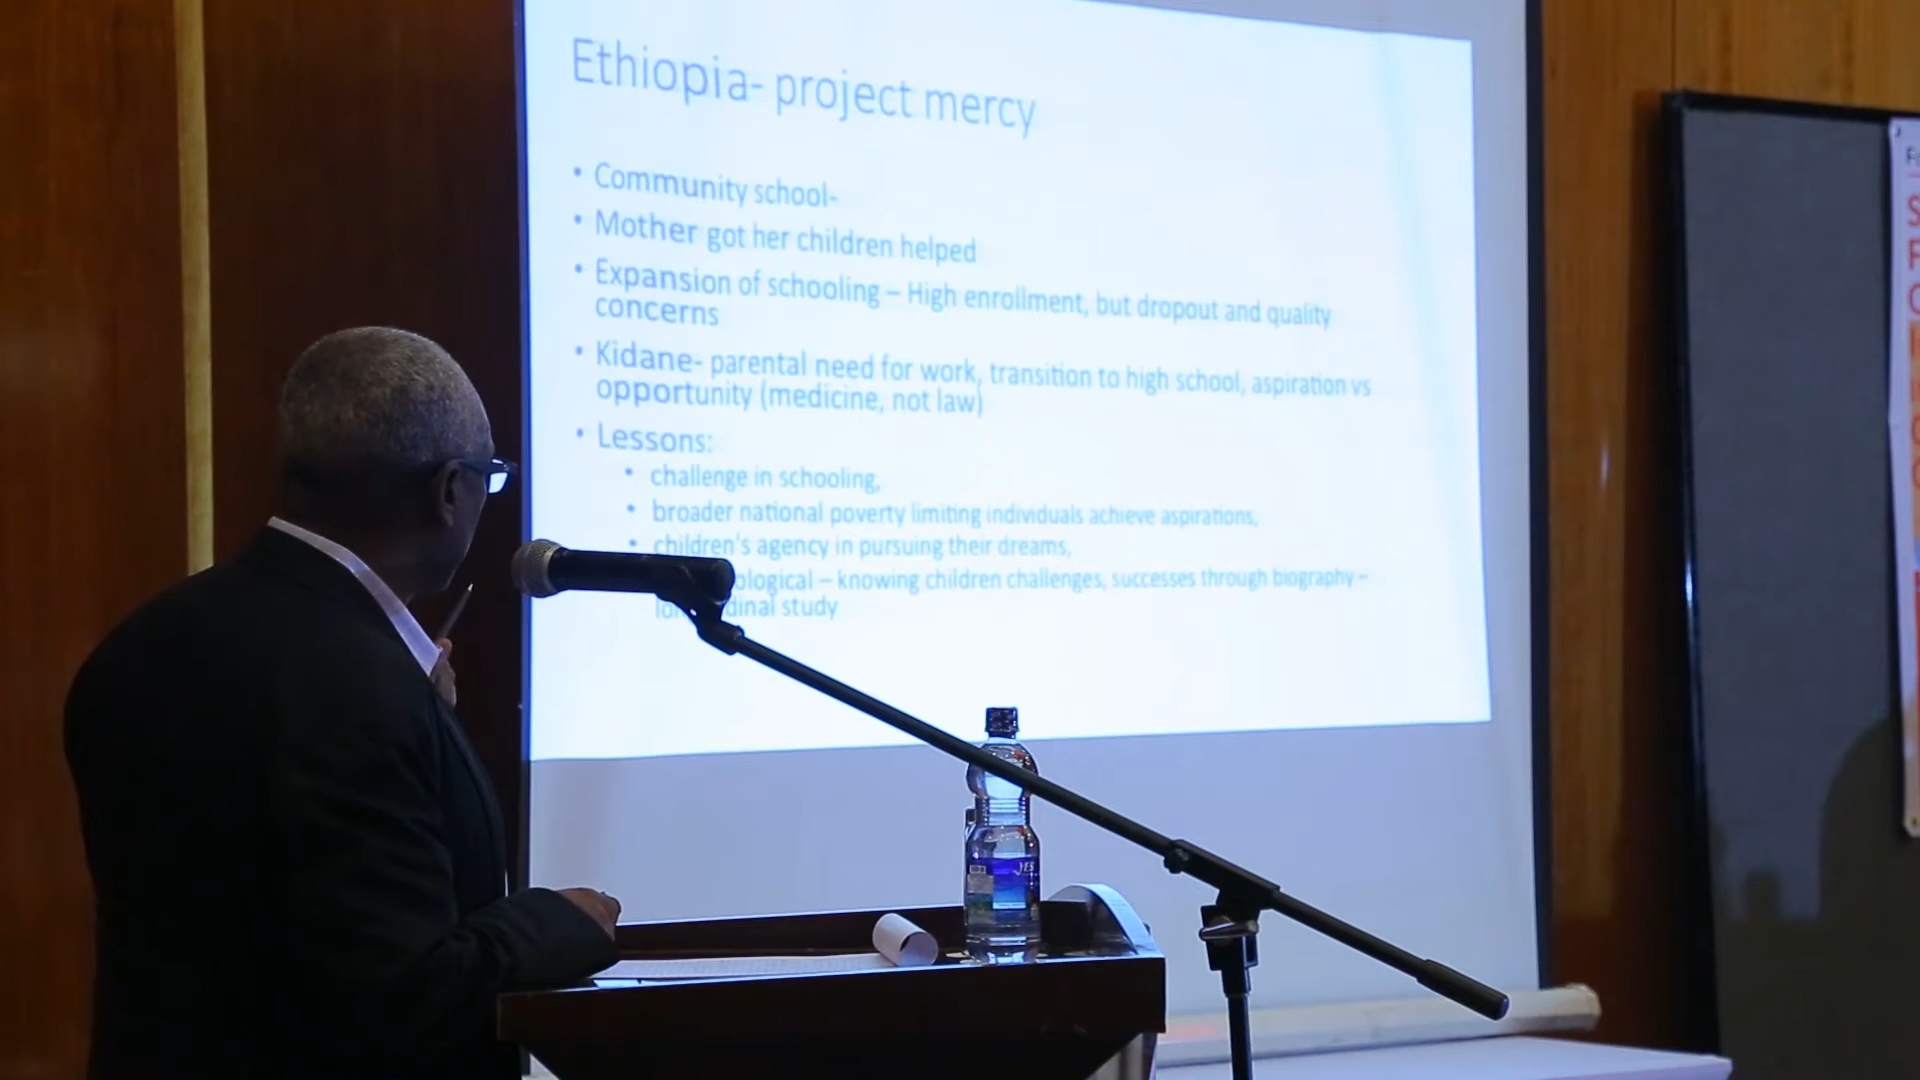 Ethiopia- project mercy
• Community school-
• Mother got her children helped
• Expansion of schooling – High enrollment, but dropout and quality
concerns
• Kidane- parental need for work, transition to high school, aspiration vs
opportunity (medicine, not law)
• Lessons:
• challenge in schooling,
• broader national poverty limiting individuals achieve aspirations,
• children's agency in pursuing their dreams,
– knowing children challenges, successes through biography –
study
YES